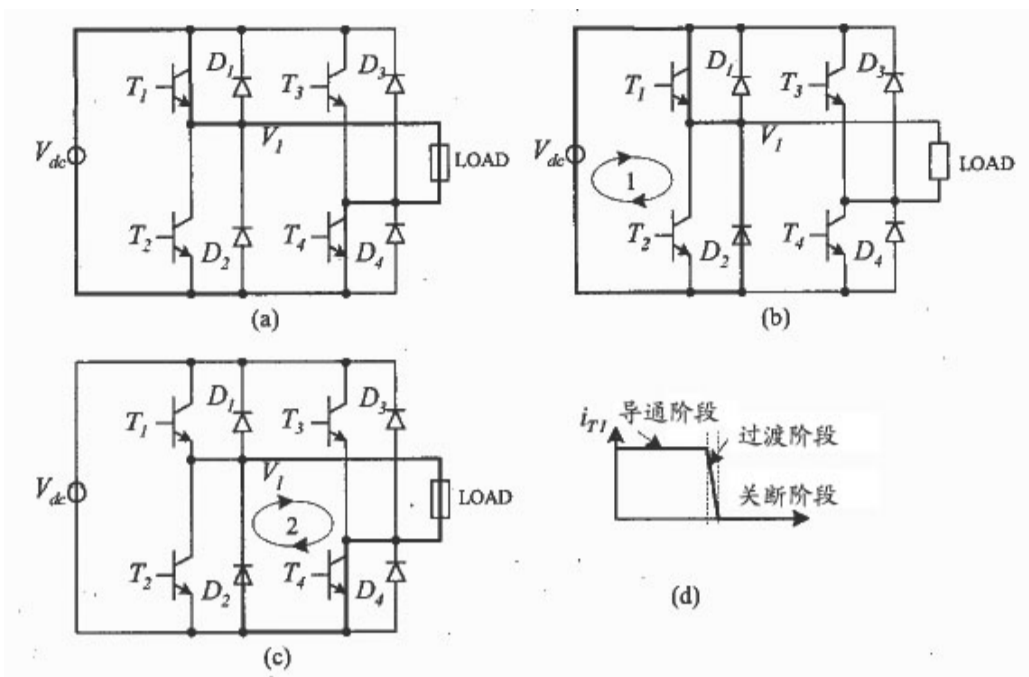 T1
D1
T3
D3
Vdc
V1
LOAD
T2
D2
T4
D4
(a)
T1
D1
T3
D3
Vdc
1
V1
LOAD
T2
D2
T4
D4
(b)
T1
D1
T3
D3
Vdc
V1
2
LOAD
T2
D2
T4
D4
(c)
iT1
导通阶段
过渡阶段
关断阶段
(d)